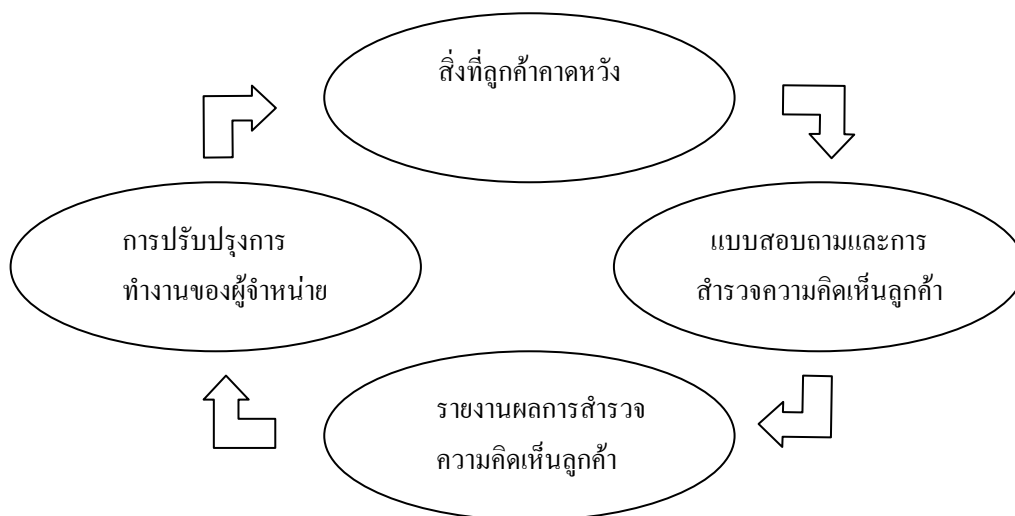 สิ่งที่ลูกค้าคาดหวัง
การปรับปรุงการ
ทำงานของผู้จำหน่าย
แบบสอบถามและการ
สำรวจความคิดเห็นลูกค้า
รายงานผลการสำรวจ
ความคิดเห็นลูกค้า